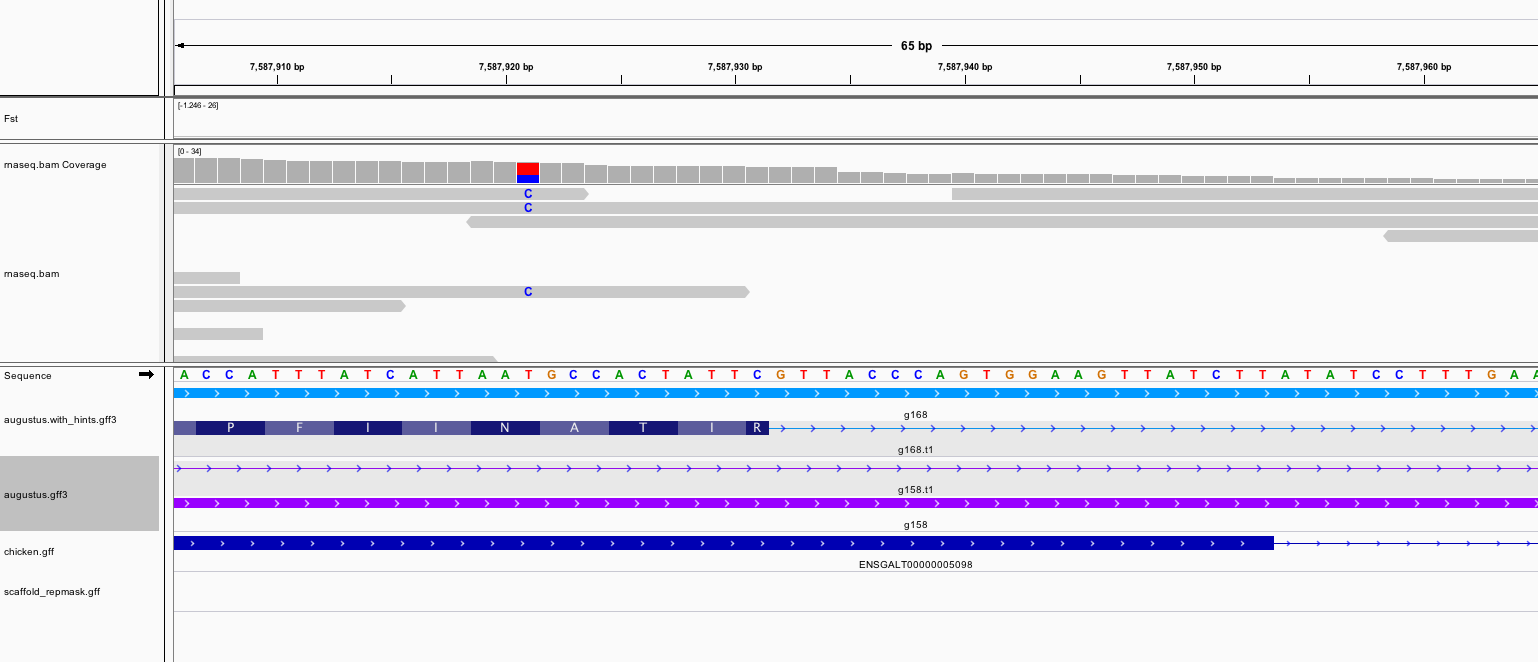 65 bp
7,587,910 bp 7,587,920 bp 7,587,930 bp 7,587,940 bp 7,587,950 bp 7,587,960 bp
[-1.246 - 26]
Fst
[0 - 34]
rnaseq.bam Coverage
C
C
rnaseq.bam
C
Sequence A C C A T T T A T C A T T A A T G C C A C T A T T C G T T A C C C A G T G G A A G T T A T C T T A T A T C C T T T G A A
augustus.with_hints.gff3
g168
P F I I N A T I R
g168.t1
augustus.gff3
g158.t1
g158
chicken.gff
ENSGALT00000005098
scaffold_repmask.gff